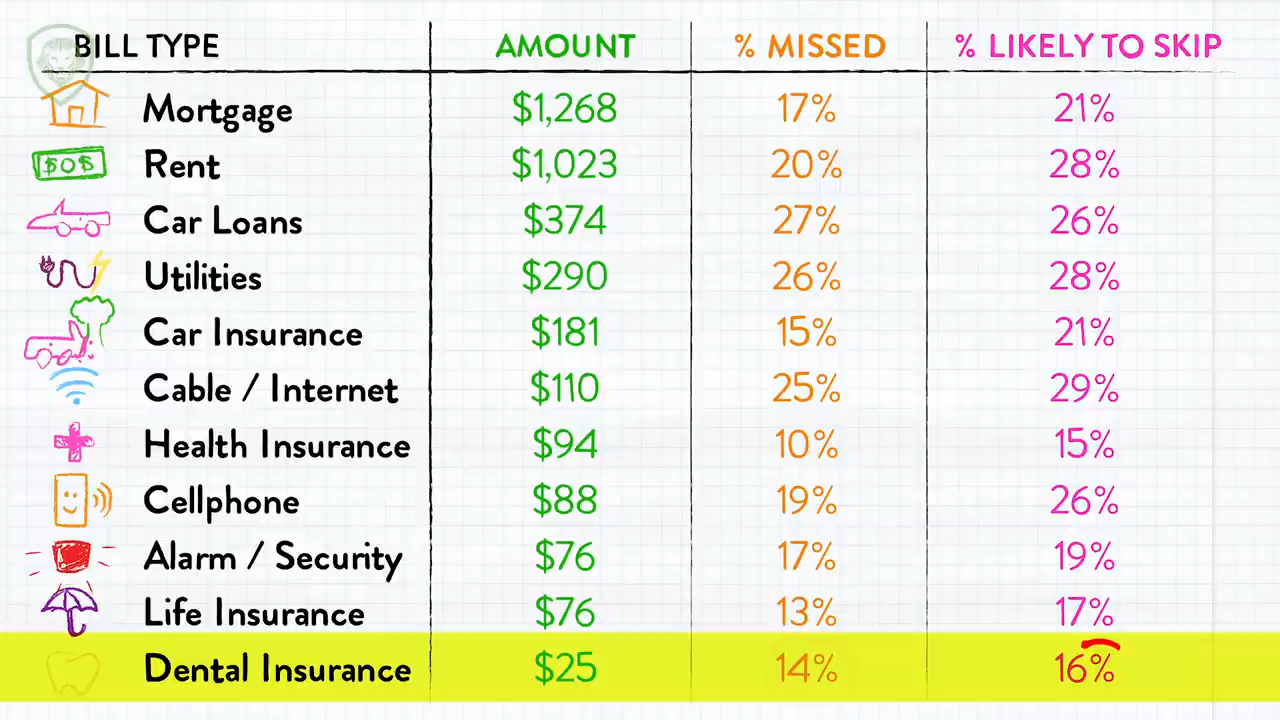 BILL TYPE AMOUNT % MISSED % LIKELY TO SKIP
Mortgage $1,268 17% 21%
$0$ Rent $1,023 20% 28%
Car Loans $374 27% 26%
Utilities $290 26% 28%
Car Insurance $181 15% 21%
Cable / Internet $110 25% 29%
Health Insurance $94 10% 15%
Cellphone $88 19% 26%
Alarm / Security $76 17% 19%
Life Insurance $76 13% 17%
Dental Insurance $25 14% 16%